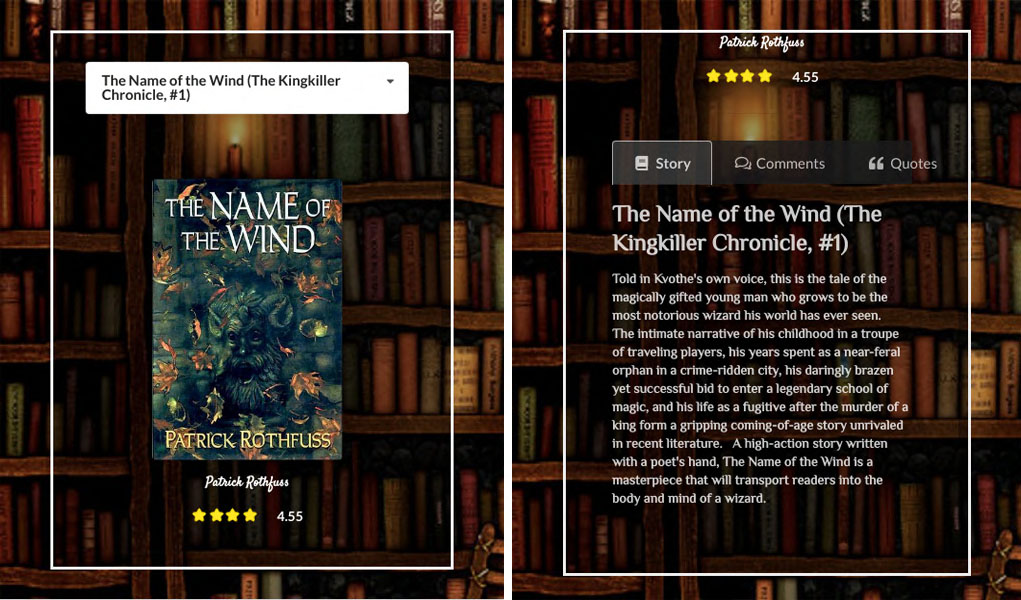 The Name of the Wind (The Kingkiller
Chronicle, #1)
THE NAME OF
THE WIND
PATRICK ROTHFUSS
Patrick Rothfuss
4.55
Patrick Rothfuss
4.55
Story Comments Quotes
The Name of the Wind (The
Kingkiller Chronicle, #1)
Told in Kvothe's own voice, this is the tale of the
magically gifted young man who grows to be the
most notorious wizard his world has ever seen.
The intimate narrative of his childhood in a troupe
of traveling players, his years spent as a near-feral
orphan in a crime-ridden city, his daringly brazen
yet successful bid to enter a legendary school of
magic, and his life as a fugitive after the murder of a
king form a gripping coming-of-age story unrivaled
in recent literature. A high-action story written
with a poet's hand, The Name of the Wind is a
masterpiece that will transport readers into the
body and mind of a wizard.